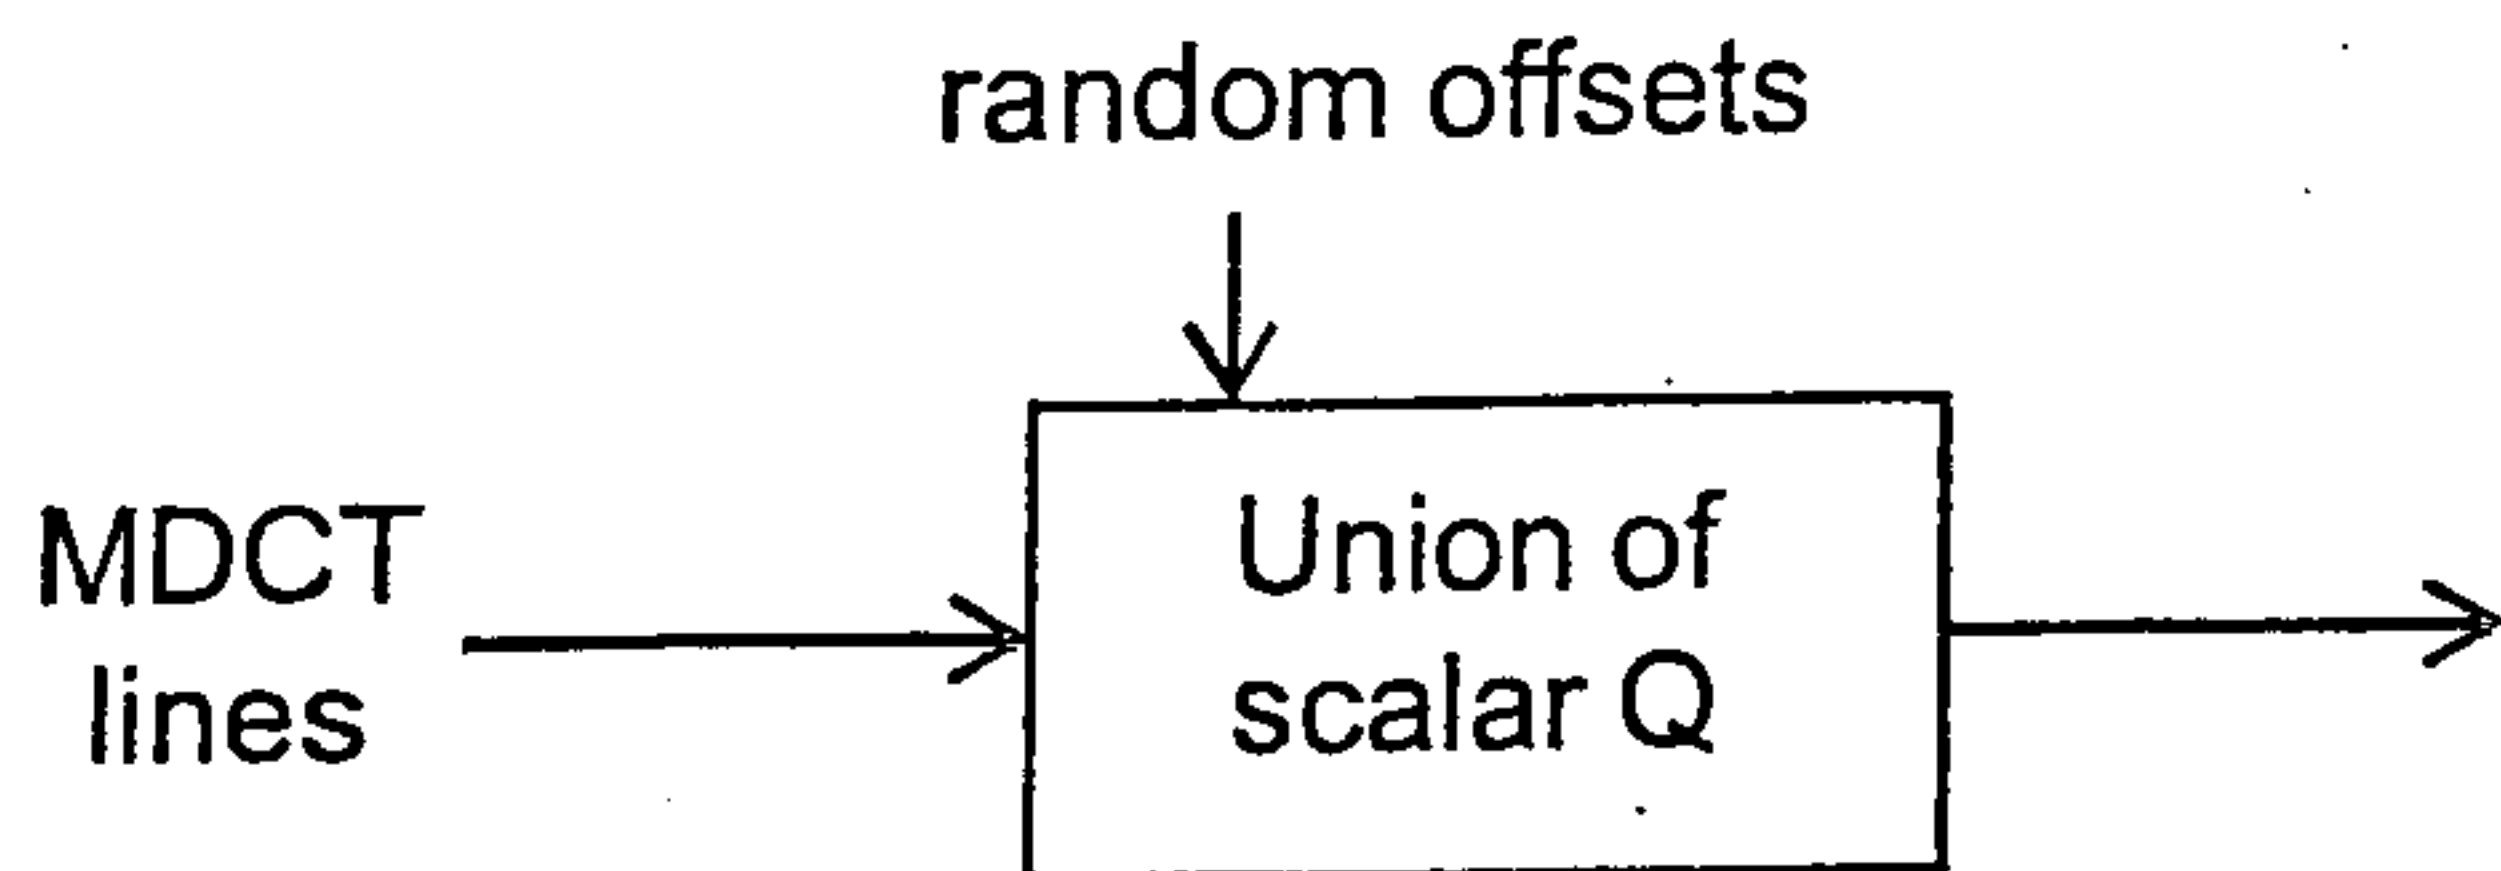 random offsets
MDCT
lines
Union of
scalar Q